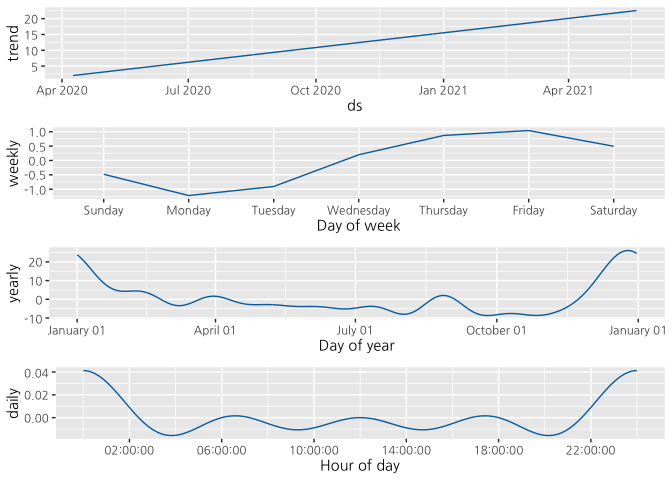 trend
20
15
10
5
Apr 2020 Jul 2020 Oct 2020 Jan 2021 Apr 2021
ds
weekly
1.0
0.5
0.0
-0.5
-1.0
Sunday Monday Tuesday Wednesday Thursday Friday Saturday
Day of week
yearly
20
10
0
-10
January 01 April 01 July 01 October 01 January 01
Day of year
daily
0.04
0.02
0.00
02:00:00 06:00:00 10:00:00 14:00:00 18:00:00 22:00:00
Hour of day